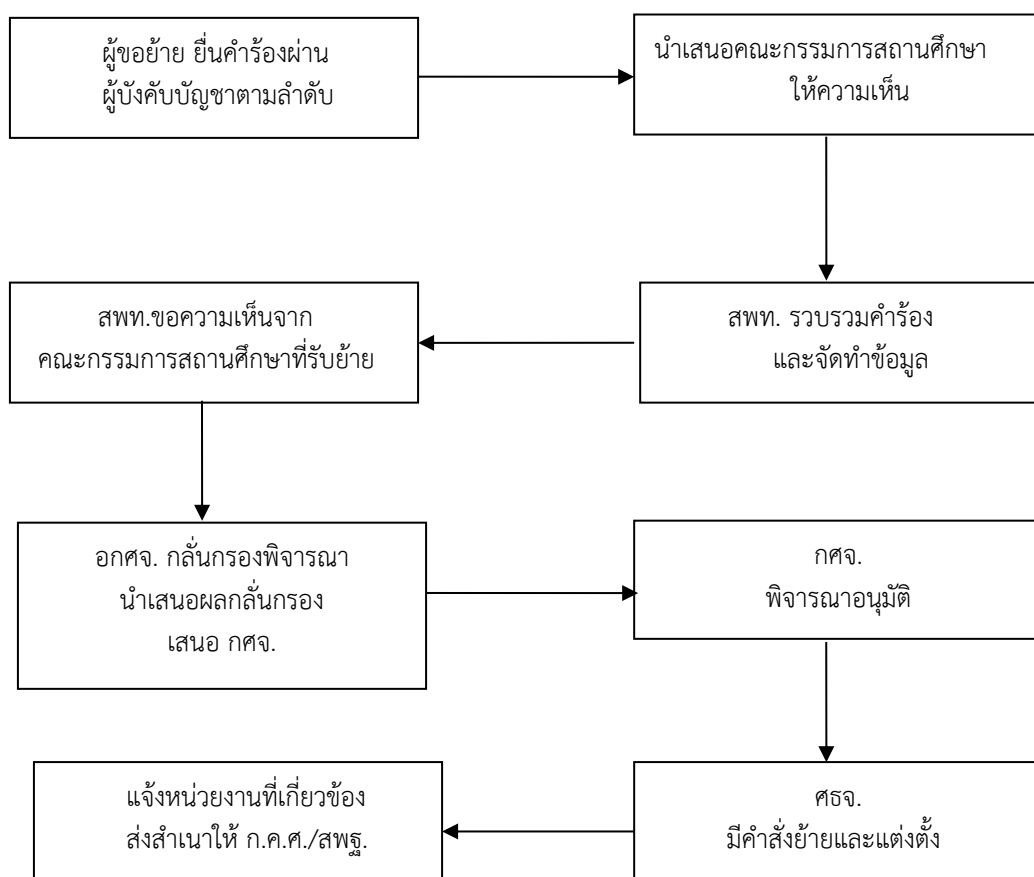 ผู้ขอย้าย ยื่นคำร้องผ่าน
ผู้บังคับบัญชาตามลำดับ
นำเสนอคณะกรรมการสถานศึกษา
ให้ความเห็น
สพท. รวบรวมคำร้อง
และจัดทำข้อมูล
สพท.ขอความเห็นจาก
คณะกรรมการสถานศึกษาที่รับย้าย
อกศจ. กลั่นกรองพิจารณา
นำเสนอผลกลั่นกรอง
เสนอ กศจ.
กศจ.
พิจารณาอนุมัติ
ศธจ.
มีคำสั่งย้ายและแต่งตั้ง
แจ้งหน่วยงานที่เกี่ยวข้อง
ส่งสำเนาให้ ก.ค.ศ./สพฐ.